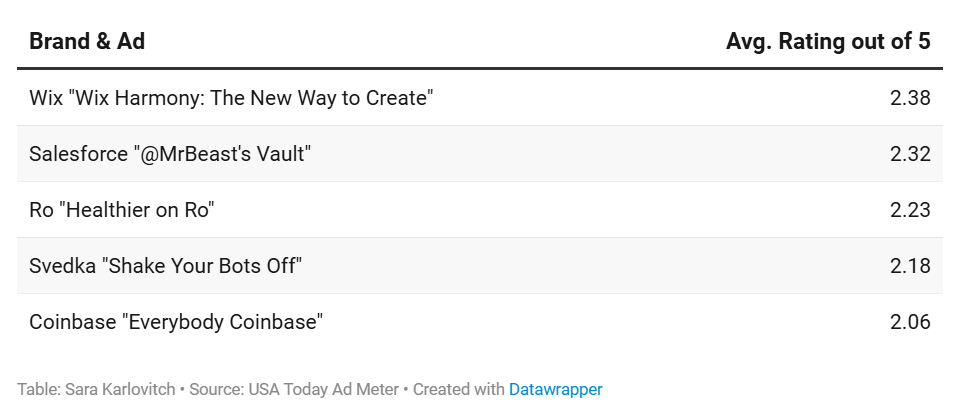 Brand & Ad Avg. Rating out of 5
Wix "Wix Harmony: The New Way to Create" 2.38
Salesforce "@MrBeast's Vault" 2.32
Ro "Healthier on Ro" 2.23
Svedka "Shake Your Bots Off" 2.18
Coinbase "Everybody Coinbase" 2.06
Table: Sara Karlovitch • Source: USA Today Ad Meter • Created with Datawrapper